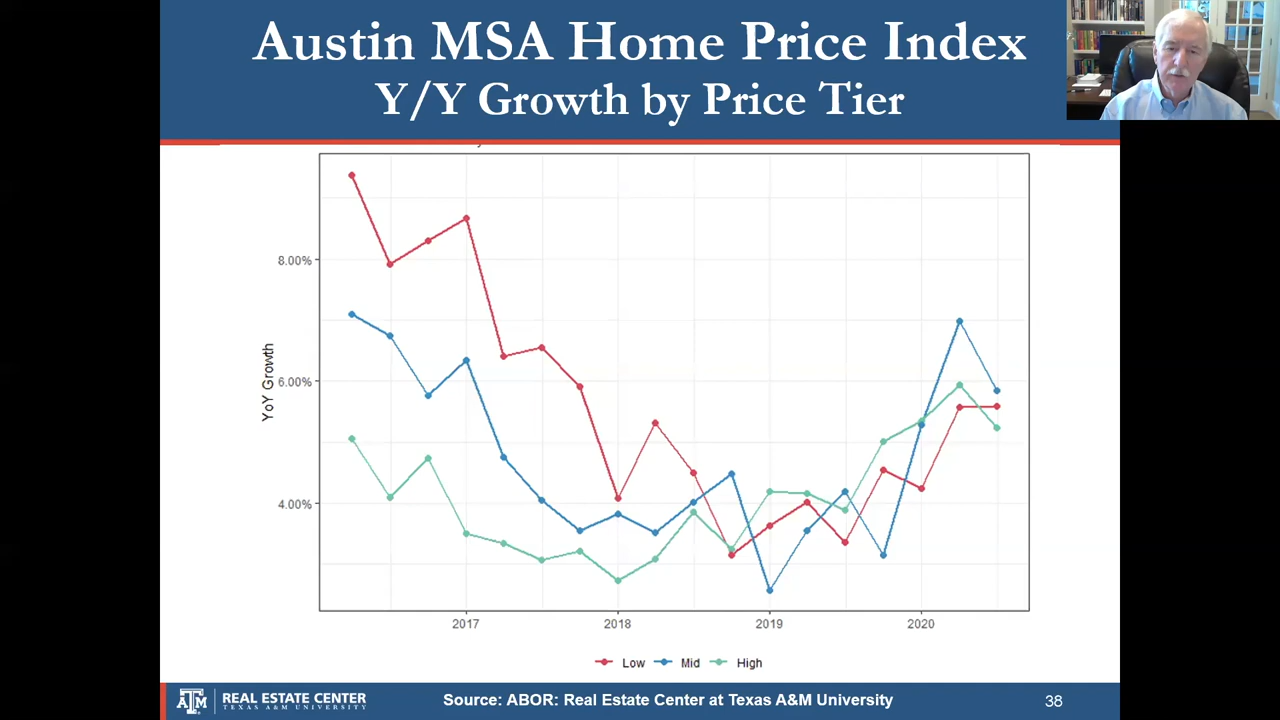 Austin MSA Home Price Index
Y/Y Growth by Price Tier
8.00%
6.00%
4.00%
YoY Growth
2017 2018 2019 2020
Low Mid High
ATM REAL ESTATE CENTER
TEXAS A&M UNIVERSITY
Source: ABOR: Real Estate Center at Texas A&M University
38